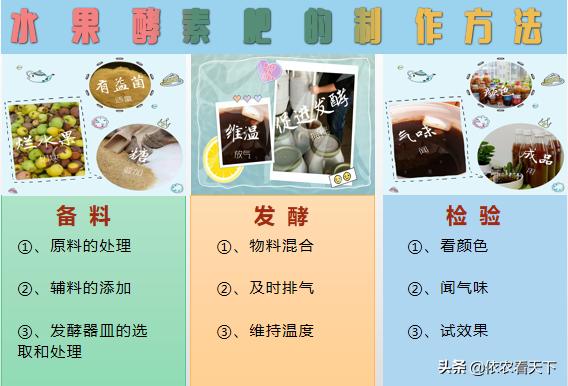 水果酵素肥的制作方法
有益菌
适量
烂水果
糖
维温
放气
促进发酵
颜色
气味
闻
成品
用
备料
①、原料的处理
②、辅料的添加
③、发酵器皿的选
取和处理
发酵
①、物料混合
②、及时排气
③、维持温度
检验
①、看颜色
②、闻气味
③、试效果
头条 @依农看天下